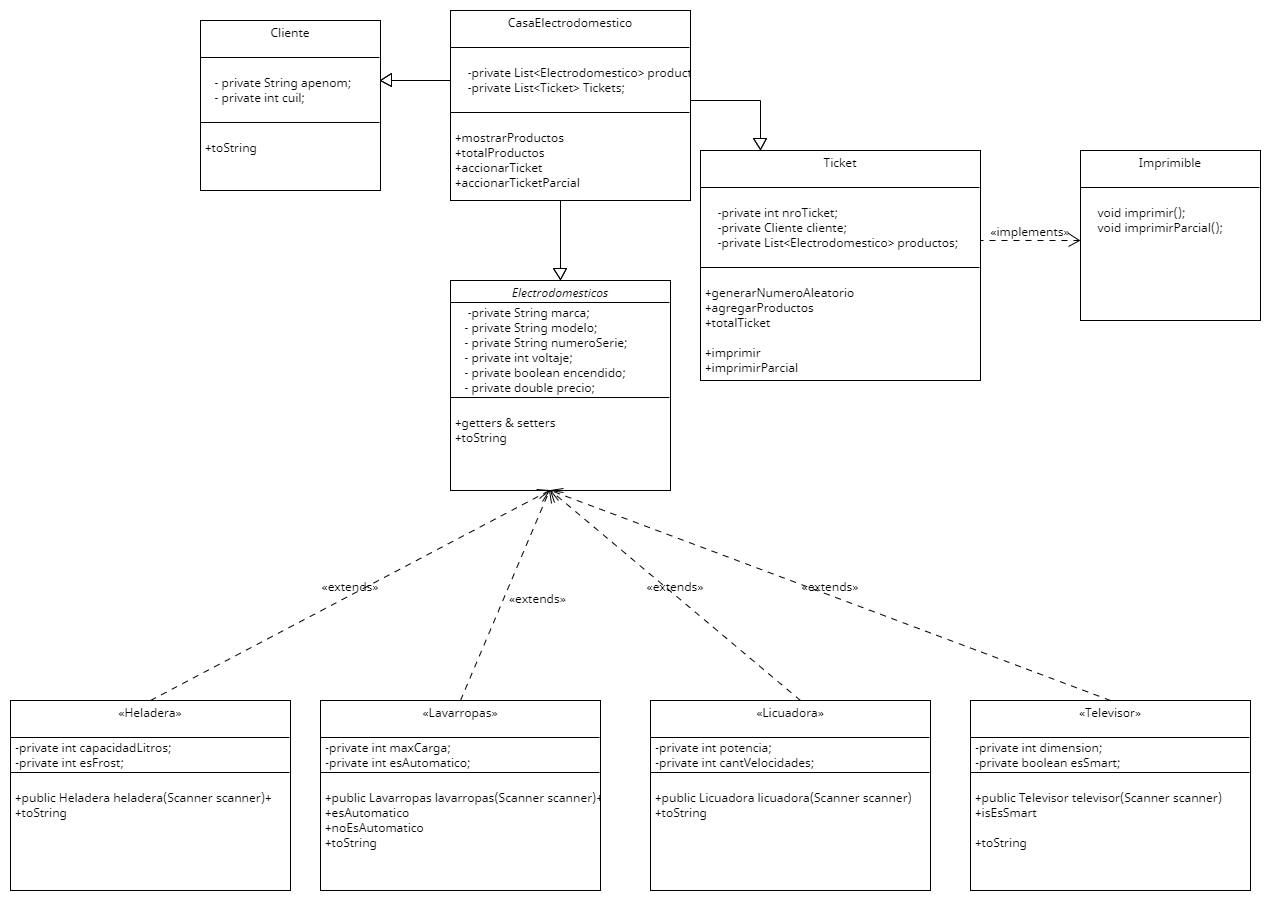 Cliente
- private String apenom;
- private int cuil;
+toString
CasaElectrodomestico
-private List<Electrodomestico> product
-private List<Ticket> Tickets;
+mostrarProductos
+totalProductos
+accionarTicket
+accionarTicketParcial
Ticket
-private int nroTicket;
-private Cliente cliente;
-private List<Electrodomestico> productos;
+generarNumeroAleatorio
+agregarProductos
+totalTicket
+imprimir
+imprimirParcial
«implements»
Imprimible
void imprimir();
void imprimirParcial();
Electrodomesticos
-private String marca;
- private String modelo;
- private String numeroSerie;
- private int voltaje;
- private boolean encendido;
- private double precio;
+getters & setters
+toString
«extends»
«extends»
«extends»
«extends»
«Heladera»
-private int capacidadLitros;
-private int esFrost;
+public Heladera heladera(Scanner scanner)+
+toString
«Lavarropas»
-private int maxCarga;
-private int esAutomatico;
+public Lavarropas lavarropas(Scanner scanner)+
+esAutomatico
+noEsAutomatico
+toString
«Licuadora»
-private int potencia;
-private int cantVelocidades;
+public Licuadora licuadora(Scanner scanner)
+toString
«Televisor»
-private int dimension;
-private boolean esSmart;
+public Televisor televisor(Scanner scanner)
+isEsSmart
+toString